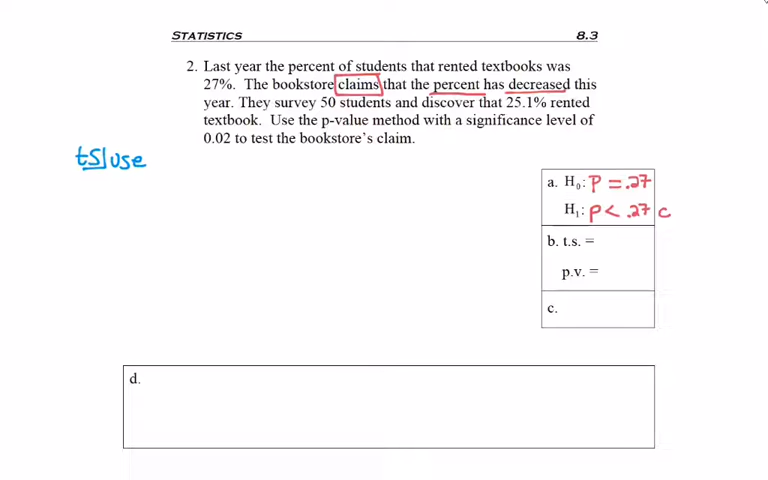 STATISTICS 8.3
2. Last year the percent of students that rented textbooks was
27%. The bookstore claims that the percent has decreased this
year. They survey 50 students and discover that 25.1% rented
textbook. Use the p-value method with a significance level of
0.02 to test the bookstore's claim.
ts|use
a. H₀: P = .27
H₁: P < .27 c
b. t.s. =
p.v. =
c.
d.